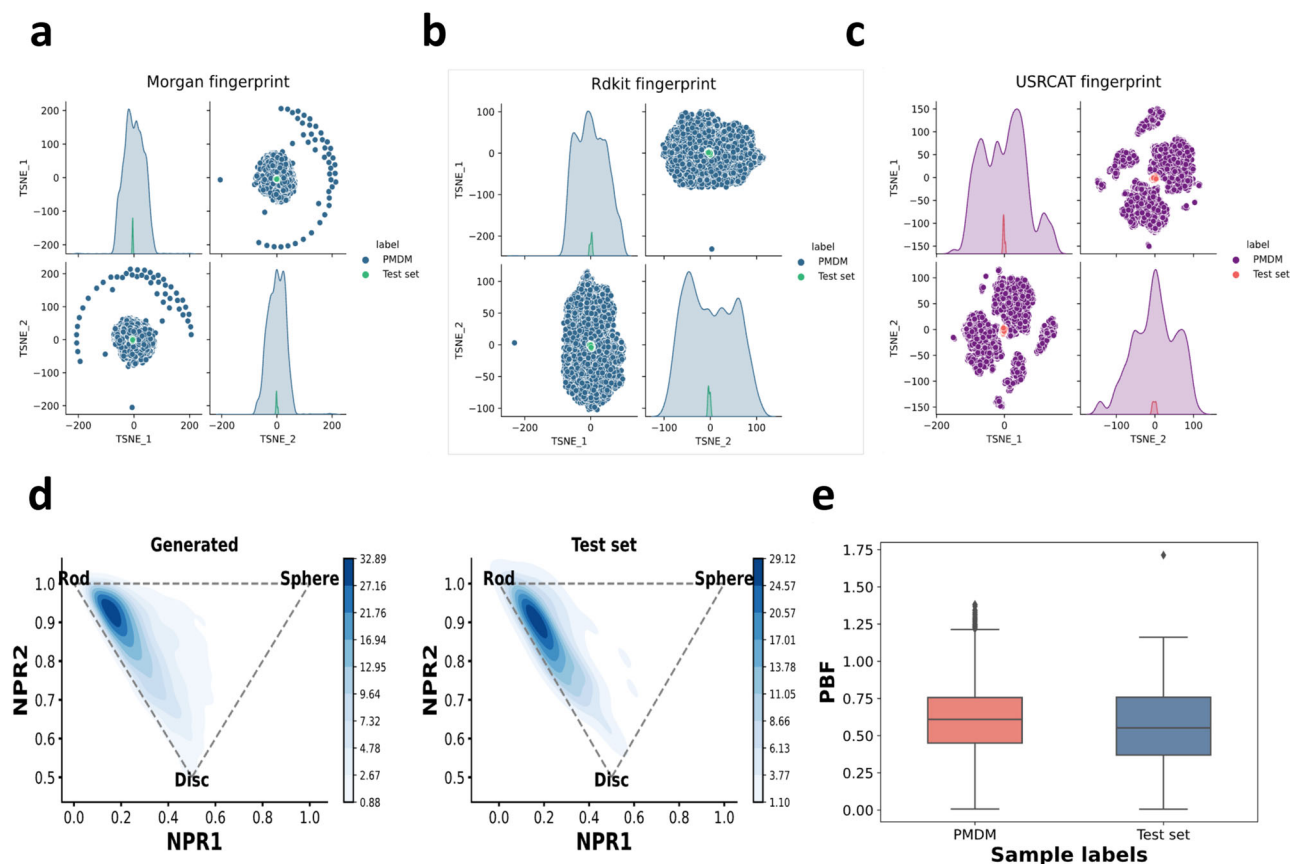 a
Morgan fingerprint
TSNE_1
200
100
0
−100
−200
TSNE_2
200
100
0
−100
−200
−200
0
200
TSNE_1
−200
0
200
TSNE_2
label
PMDM
Test set
b
Rdkit fingerprint
TSNE_1
100
0
−100
−200
TSNE_2
100
50
0
−50
−100
−200
0
TSNE_1
−100
0
100
TSNE_2
label
PMDM
Test set
c
USRCAT fingerprint
TSNE_1
150
100
50
0
−50
−100
−150
TSNE_2
100
50
0
−50
−100
−150
−200
0
TSNE_1
−100
0
100
TSNE_2
label
PMDM
Test set
d
Generated
Rod
Sphere
Disc
NPR2
1.0
0.9
0.8
0.7
0.6
0.5
0.0
0.2
0.4
0.6
0.8
1.0
NPR1
32.89
27.16
21.76
16.94
12.95
9.64
7.32
4.78
2.67
0.88
Test set
Rod
Sphere
Disc
NPR2
1.0
0.9
0.8
0.7
0.6
0.5
0.0
0.2
0.4
0.6
0.8
1.0
NPR1
29.12
24.57
20.57
16.97
13.78
11.05
8.66
6.13
3.77
1.10
e
PBF
1.75
1.50
1.25
1.00
0.75
0.50
0.25
0.00
PMDM
Test set
Sample labels